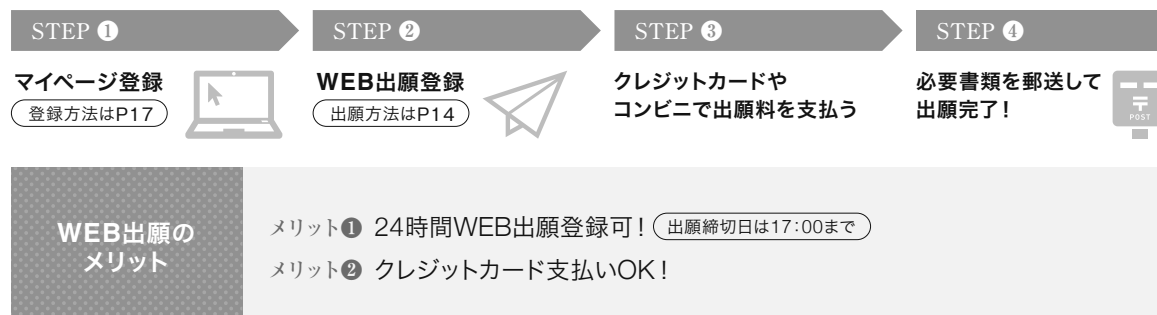 STEP ❶
マイページ登録
登録方法はP17
STEP ❷
WEB出願登録
出願方法はP14
STEP ❸
クレジットカードや
コンビニで出願料を支払う
STEP ❹
必要書類を郵送して
出願完了！
〒
POST
WEB出願の
メリット
メリット❶ 24時間WEB出願登録可！ 出願締切日は17：00まで
メリット❷ クレジットカード支払いOK！